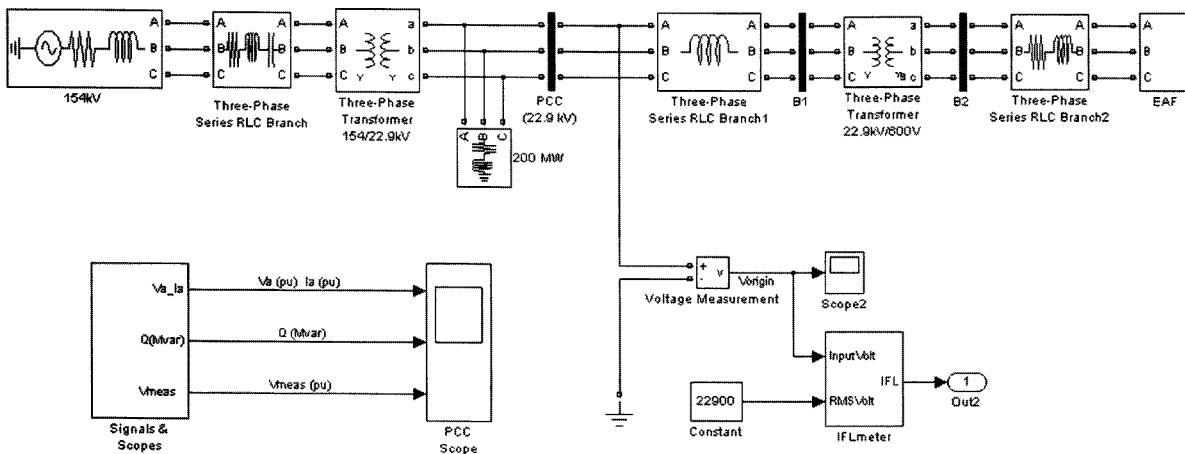 A A A A A a A A A a A A A
B B B B B b B B B b B B B
C C C C C Y Y c C C C Y c C C C
154kV
Three-Phase
Series RLC Branch
Three-Phase
Transformer
154/22.9kV
A B C
200 MW
PCC
(22.9 kV)
Three-Phase
Series RLC Branch1
B1
Three-Phase
Transformer
22.9kV/600V
B2
Three-Phase
Series RLC Branch2
EAF
Va_Ia
Va (pu) Ia (pu)
Q(Mvar)
Q (Mvar)
Vmeas
Vmeas (pu)
Signals &
Scopes
PCC
Scope
+
-
v
Voltage Measurement
Vorigin
Scope2
InputVolt
RMSVolt
IFL
IFLmeter
1
Out2
22900
Constant